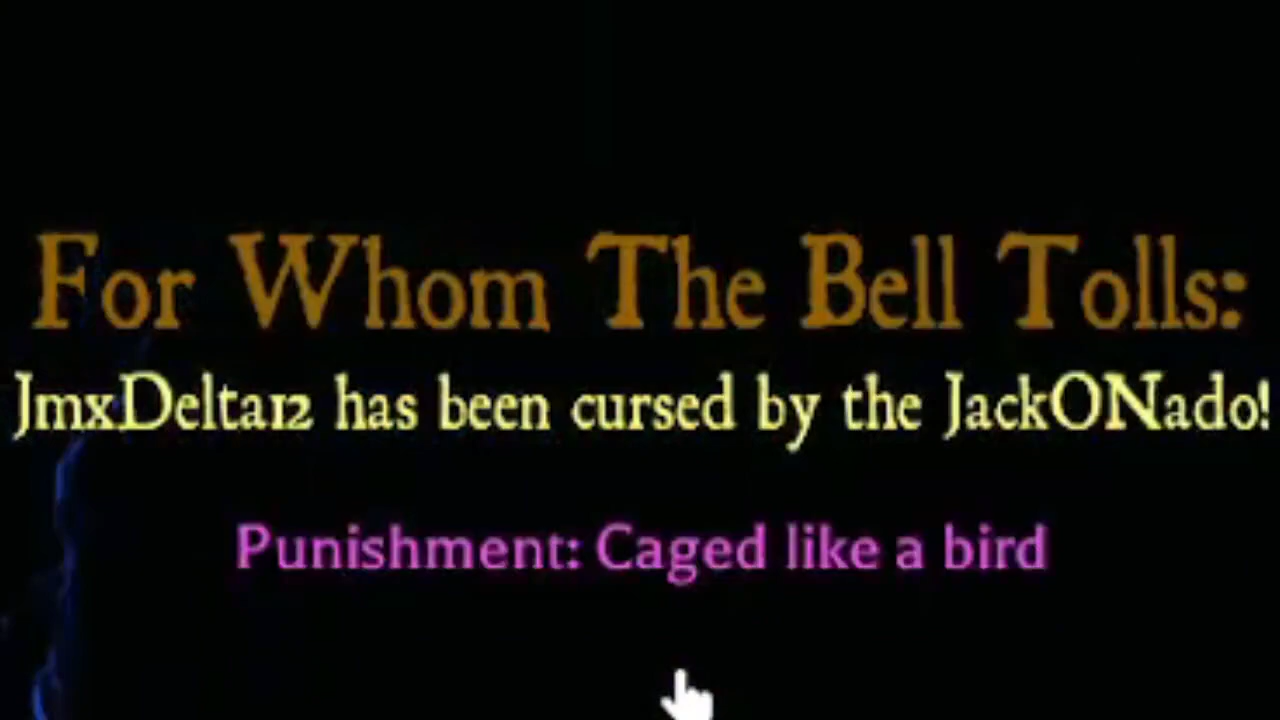 For Whom The Bell Tolls:
JmxDelta12 has been cursed by the JackONado!
Punishment: Caged like a bird